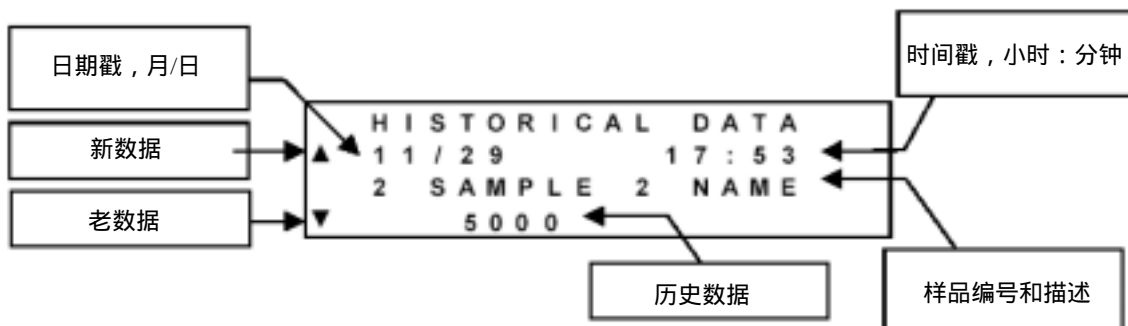 日期戳，月/日
时间戳，小时：分钟
新数据
老数据
HISTORICAL DATA
▲ 11/29 17:53
2 SAMPLE 2 NAME
▼ 5000
历史数据
样品编号和描述